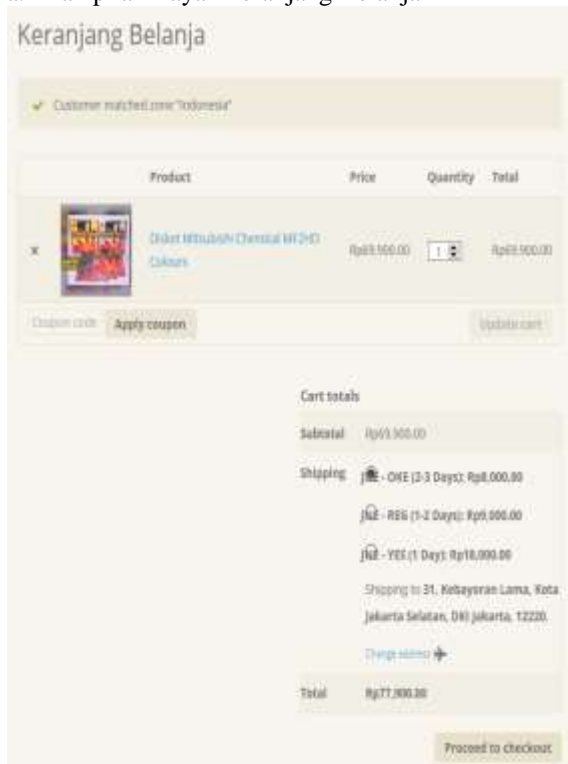 Keranjang Belanja
Customer matched zone "Indonesia"
Product Price Quantity Total
x Disket Mitsubishi Chemical MF2HD Rp69.900.00 1 Rp69.900.00
Colours
Coupon code Apply coupon Update cart
Cart totals
Subtotal Rp69.900.00
Shipping JNE - OKE (2-3 Days): Rp8,000.00
JNE - REG (1-2 Days): Rp9,000.00
JNE - YES (1 Day): Rp18,000.00
Shipping to 31, Kebayoran Lama, Kota
Jakarta Selatan, DKI Jakarta, 12220.
Change address
Total Rp77,900.00
Proceed to checkout